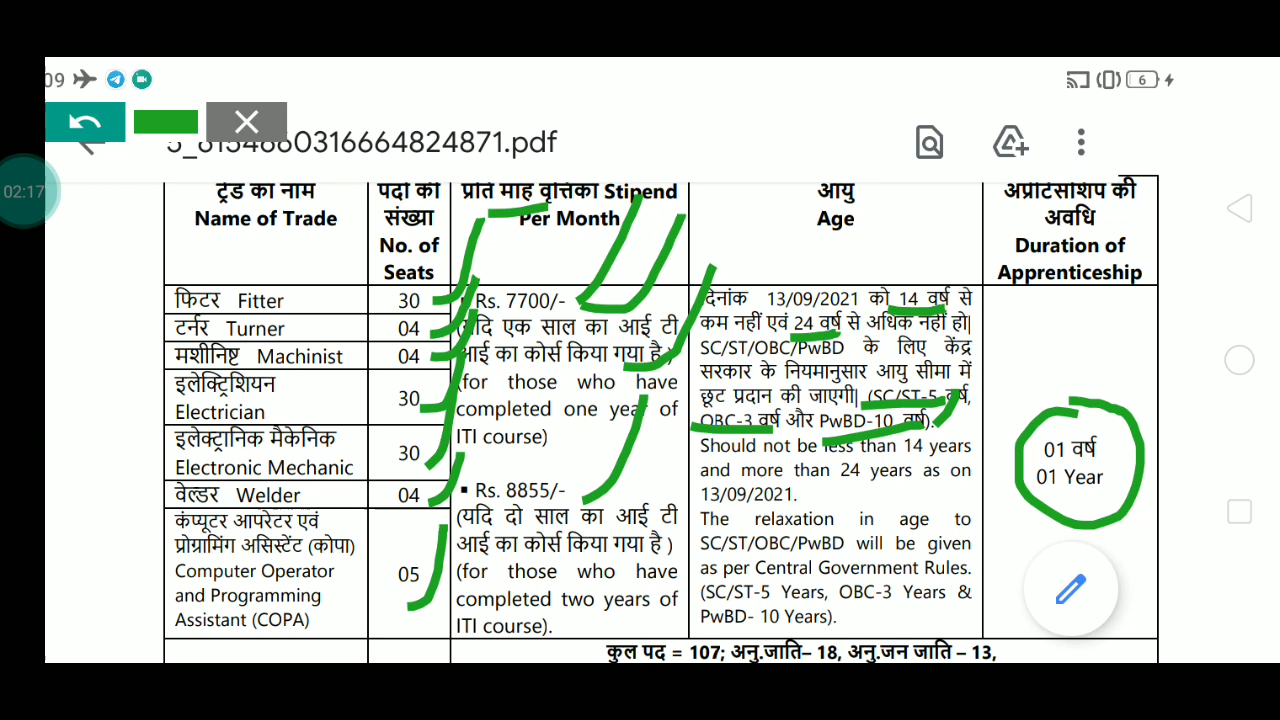 09
6
02:17
5_6154660316664824871.pdf
ट्रेड का नाम
Name of Trade
पदों की
संख्या
No. of
Seats
प्रति माह वृत्तिका Stipend
Per Month
आयु
Age
अप्रेंटिसशिप की
अवधि
Duration of
Apprenticeship
फिटर Fitter
30
टर्नर Turner
04
मशीनिष्ट Machinist
04
इलेक्ट्रिशियन
Electrician
30
इलेक्ट्रानिक मैकेनिक
Electronic Mechanic
30
वेल्डर Welder
04
कंप्यूटर आपरेटर एवं
प्रोग्रामिंग असिस्टेंट (कोपा)
Computer Operator
and Programming
Assistant (COPA)
05
▪ Rs. 7700/-
(यदि एक साल का आई टी
आई का कोर्स किया गया है )
(for those who have
completed one year of
ITI course)
▪ Rs. 8855/-
(यदि दो साल का आई टी
आई का कोर्स किया गया है )
(for those who have
completed two years of
ITI course).
दिनांक 13/09/2021 को 14 वर्ष से
कम नहीं एवं 24 वर्ष से अधिक नहीं हो|
SC/ST/OBC/PwBD के लिए केंद्र
सरकार के नियमानुसार आयु सीमा में
छूट प्रदान की जाएगी| (SC/ST-5 वर्ष,
OBC-3 वर्ष और PwBD-10 वर्ष).
Should not be less than 14 years
and more than 24 years as on
13/09/2021.
The relaxation in age to
SC/ST/OBC/PwBD will be given
as per Central Government Rules.
(SC/ST-5 Years, OBC-3 Years &
PwBD- 10 Years).
01 वर्ष
01 Year
कुल पद = 107; अनु.जाति– 18, अनु.जन जाति – 13,